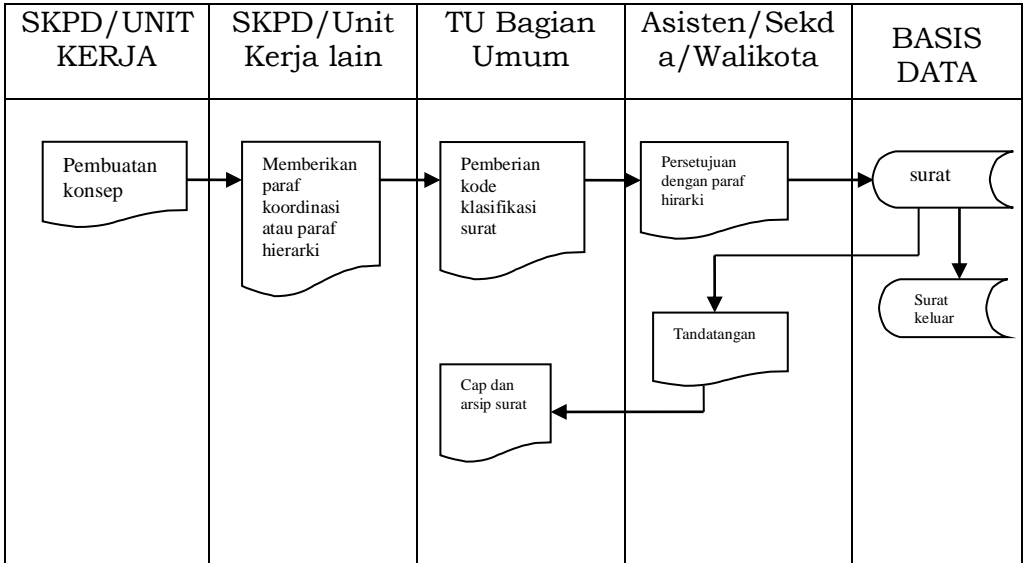 SKPD/UNIT
KERJA
SKPD/Unit
Kerja lain
TU Bagian
Umum
Asisten/Sekd
a/Walikota
BASIS
DATA
Pembuatan
konsep
Memberikan
paraf
koordinasi
atau paraf
hierarki
Pemberian
kode
klasifikasi
surat
Persetujuan
dengan paraf
hirarki
surat
Surat
keluar
Tandatangan
Cap dan
arsip surat